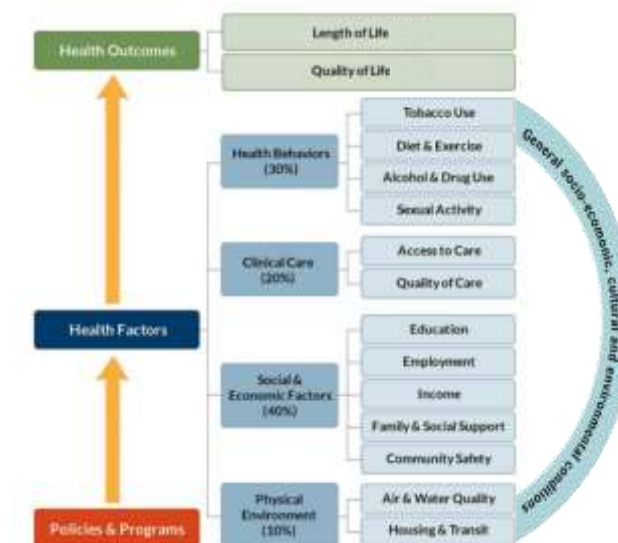 Health Outcomes
Length of Life
Quality of Life
Health Behaviors
(30%)
Tobacco Use
Diet & Exercise
Alcohol & Drug Use
Sexual Activity
Clinical Care
(20%)
Access to Care
Quality of Care
Health Factors
Social &
Economic Factors
(40%)
Education
Employment
Income
Family & Social Support
Community Safety
Physical
Environment
(10%)
Air & Water Quality
Housing & Transit
Policies & Programs
General socio-ecomonic, cultural and environmental conditions